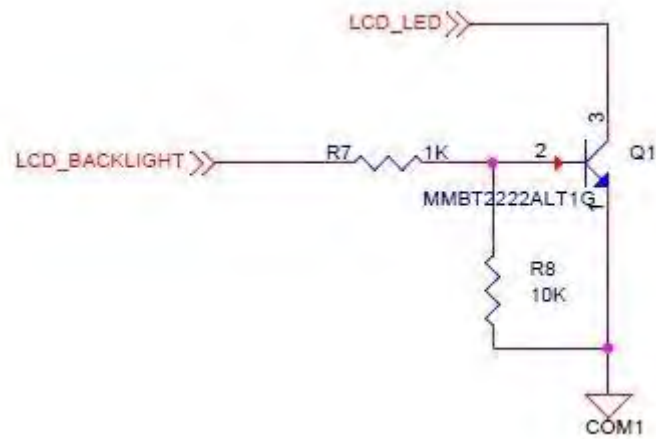 LCD_LED
3
LCD_BACKLIGHT
R7
1K
2
Q1
MMBT2222ALT1G
1
R8
10K
COM1